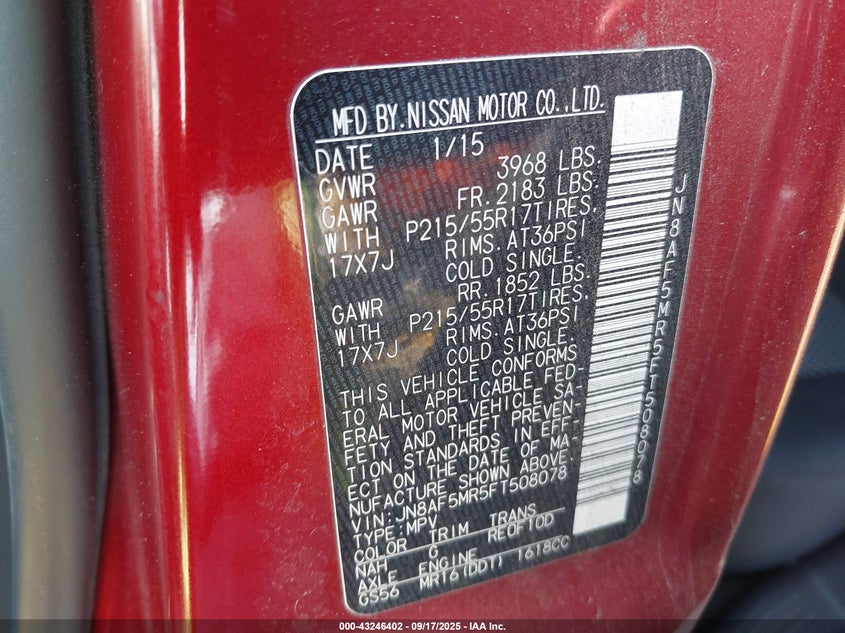 MFD BY.NISSAN MOTOR CO.,LTD.
DATE 1/15
GVWR 3968 LBS.
GAWR FR.2183 LBS.
WITH P215/55R17TIRES.
17X7J RIMS.AT36PSI
COLD SINGLE.
GAWR RR.1852 LBS.
WITH P215/55R17TIRES.
17X7J RIMS.AT36PSI
COLD SINGLE.
THIS VEHICLE CONFORMS
TO ALL APPLICABLE FED-
ERAL MOTOR VEHICLE SA-
FETY AND THEFT PREVEN-
TION STANDARDS IN EFF-
ECT ON THE DATE OF MA-
NUFACTURE SHOWN ABOVE.
VIN:JN8AF5MR5FT508078
TYPE:MPV
COLOR TRIM TRANS
NAH G RE0F10D
AXLE ENGINE
GS56 MR16(DDT) 1618CC
JN8AF5MR5FT508078
000-43246402 - 09/17/2025 - IAA Inc.